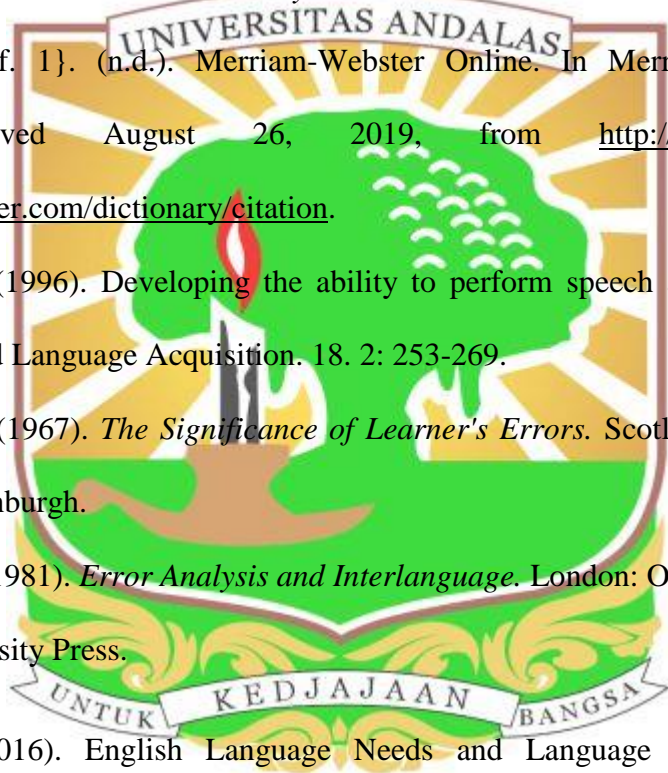 UNIVERSITAS ANDALAS
f. 1}. (n.d.). Merriam-Webster Online. In Merr
ved August 26, 2019, from http:/
er.com/dictionary/citation.
(1996). Developing the ability to perform speech
d Language Acquisition. 18. 2: 253-269.
(1967). The Significance of Learner's Errors. Scotl
nburgh.
1981). Error Analysis and Interlanguage. London: O
sity Press.
UNTUK KEDJAJAAN BANGSA
016). English Language Needs and Language